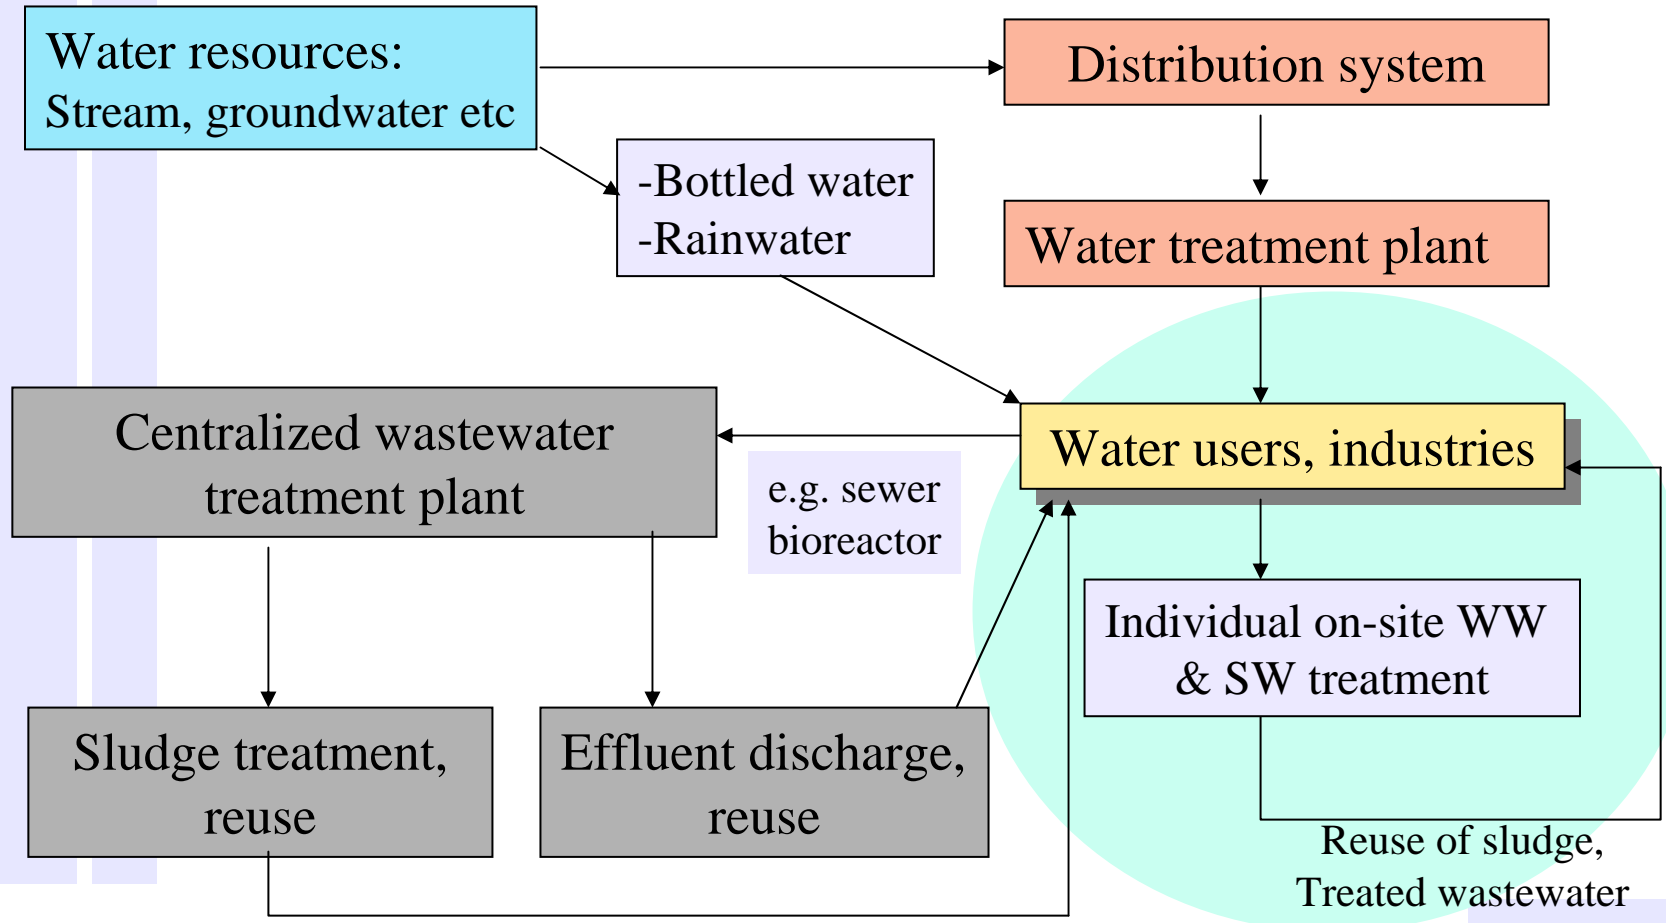 Water resources:
Stream, groundwater etc
Distribution system
-Bottled water
-Rainwater
Water treatment plant
Centralized wastewater
treatment plant
e.g. sewer
bioreactor
Water users, industries
Individual on-site WW
& SW treatment
Sludge treatment,
reuse
Effluent discharge,
reuse
Reuse of sludge,
Treated wastewater